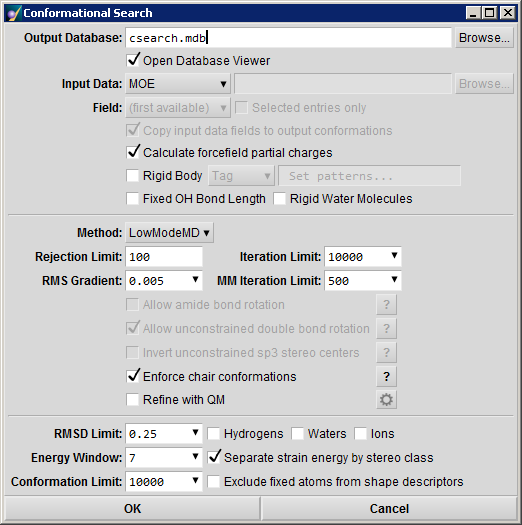 Conformational Search
Output Database: csearch.mdb Browse...
Open Database Viewer
Input Data: MOE Browse...
Field: (first available) Selected entries only
Copy input data fields to output conformations
Calculate forcefield partial charges
Rigid Body Tag Set patterns...
Fixed OH Bond Length Rigid Water Molecules
Method: LowModeMD
Rejection Limit: 100 Iteration Limit: 10000
RMS Gradient: 0.005 MM Iteration Limit: 500
Allow amide bond rotation ?
Allow unconstrained double bond rotation ?
Invert unconstrained sp3 stereo centers ?
Enforce chair conformations ?
Refine with QM
RMSD Limit: 0.25 Hydrogens Waters Ions
Energy Window: 7 Separate strain energy by stereo class
Conformation Limit: 10000 Exclude fixed atoms from shape descriptors
OK Cancel